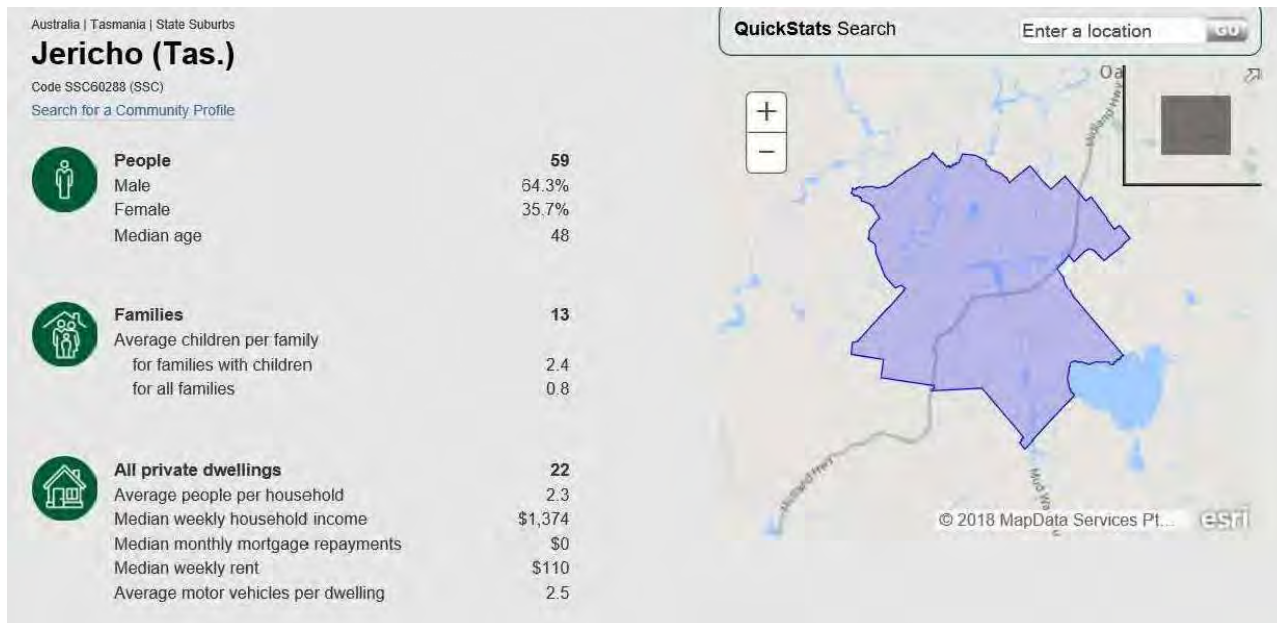 Australia | Tasmania | State Suburbs
Jericho (Tas.)
Code SSC60288 (SSC)
Search for a Community Profile
People 59
Male 64.3%
Female 35.7%
Median age 48
Families 13
Average children per family
for families with children 2.4
for all families 0.8
All private dwellings 22
Average people per household 2.3
Median weekly household income $1,374
Median monthly mortgage repayments $0
Median weekly rent $110
Average motor vehicles per dwelling 2.5
QuickStats Search Enter a location GO
+
−
Oa
Midland Hwy
Midland Hwy
Mud Wa
© 2018 MapData Services Pt... esri